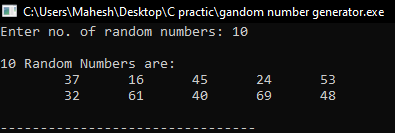 C:\Users\Mahesh\Desktop\C practic\gandom number generator.exe
Enter no. of random numbers: 10
10 Random Numbers are:
37 16 45 24 53
32 61 40 69 48
--------------------------------